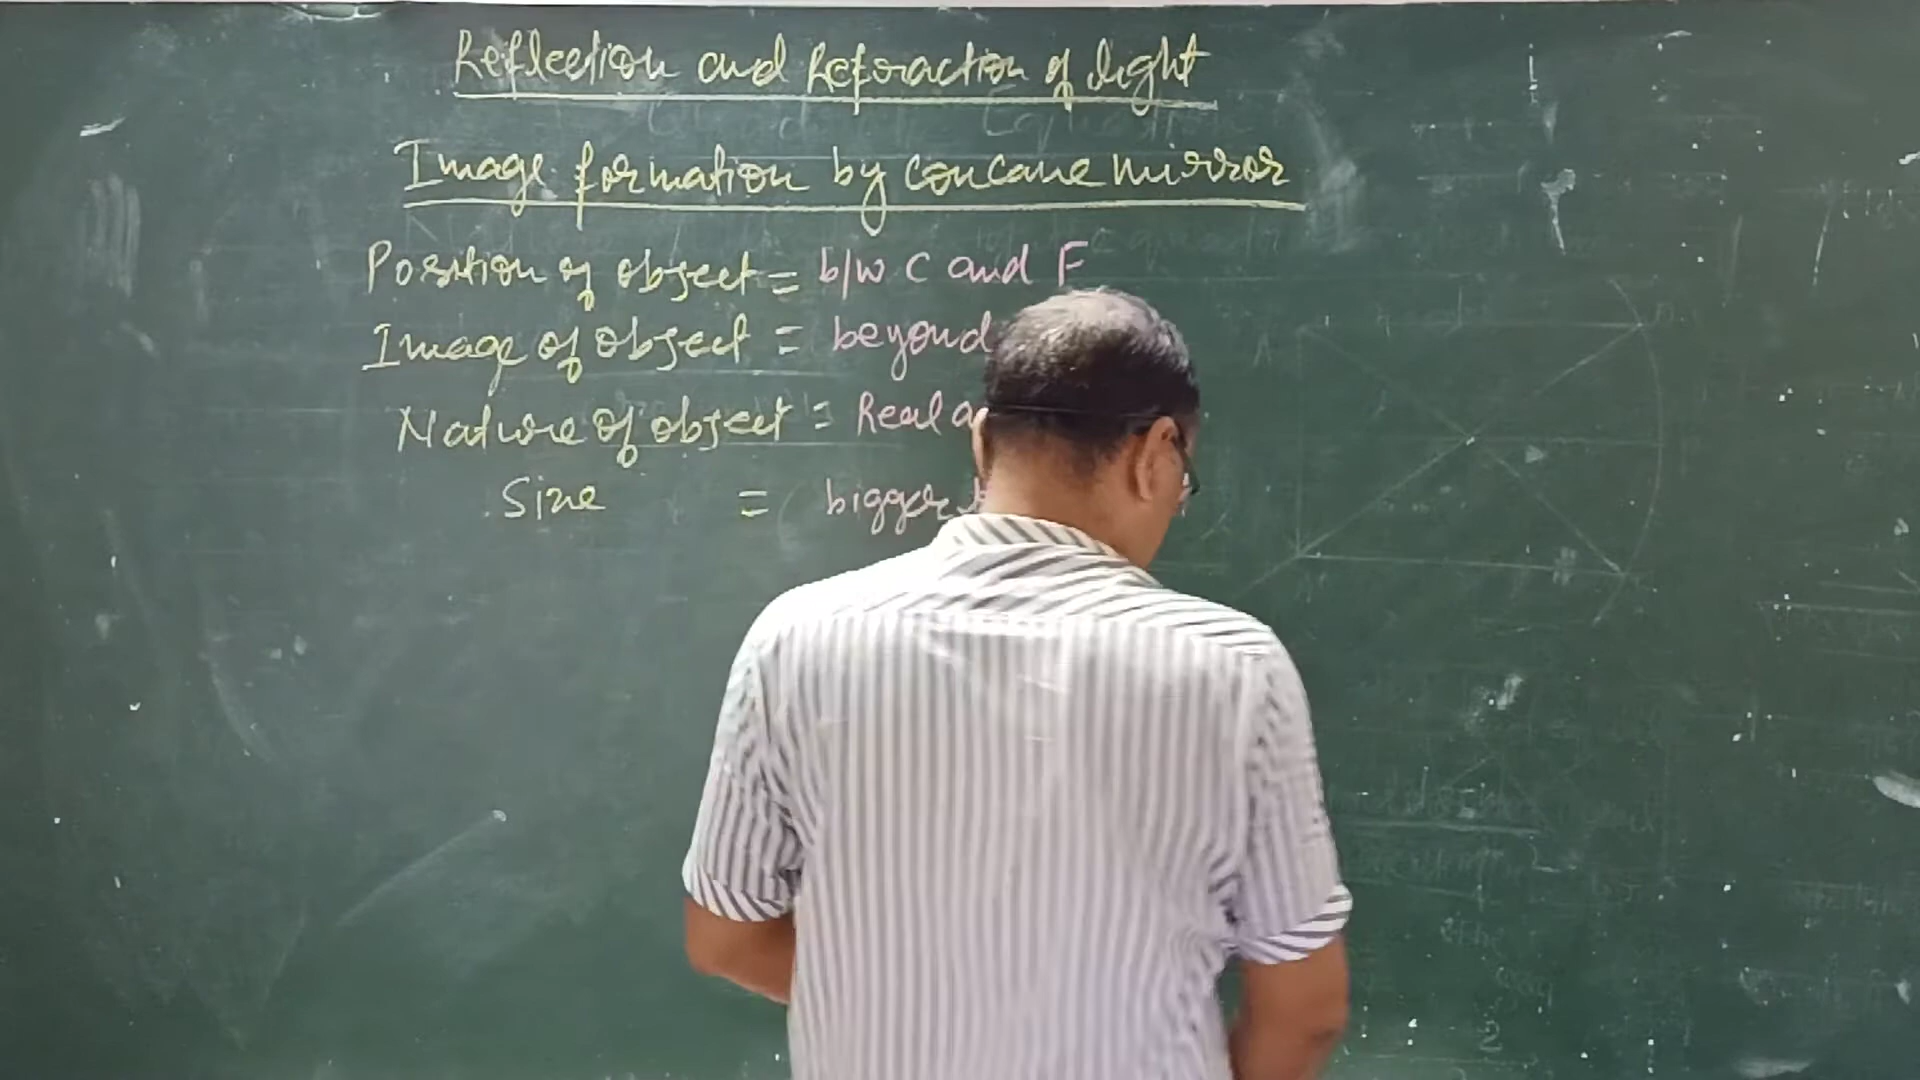 Reflection and Refraction of light
Image formation by concave mirror
Position of object = b/w C and F
Image of object = beyond
Nature of object = Real a
Size = bigger